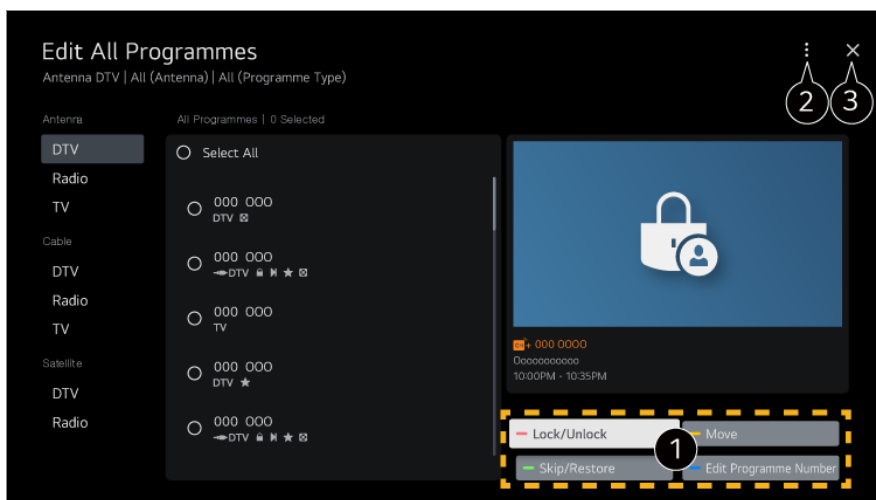 Edit All Programmes
Antenna DTV | All (Antenna) | All (Programme Type)
2
3
Antenna
All Programmes | 0 Selected
DTV
Radio
TV
Cable
DTV
Radio
TV
Satellite
DTV
Radio
Select All
000 000
DTV
000 000
DTV
000 000
TV
000 000
DTV
000 000
DTV
CH+ 000 0000
Ooooooooooo
10:00PM - 10:35PM
Lock/Unlock
Move
1
Skip/Restore
Edit Programme Number